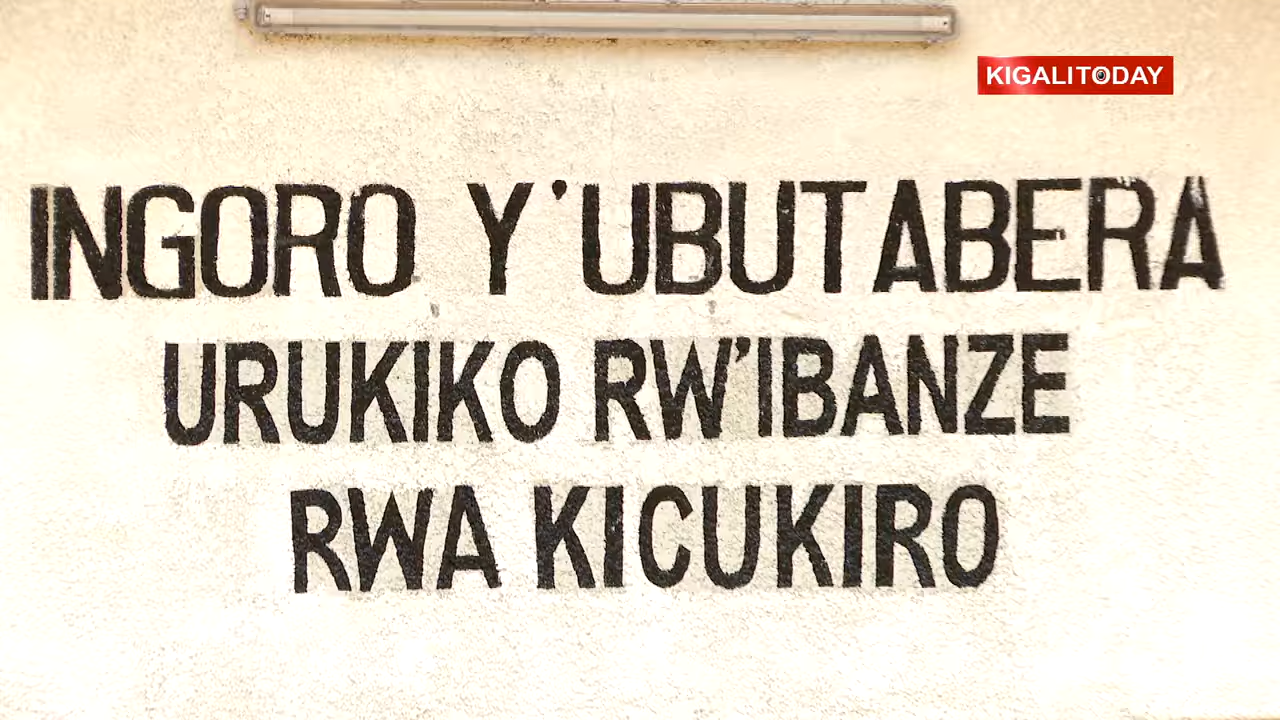 KIGALITODAY
INGORO Y'UBUTABERA
URUKIKO RW'IBANZE
RWA KICUKIRO